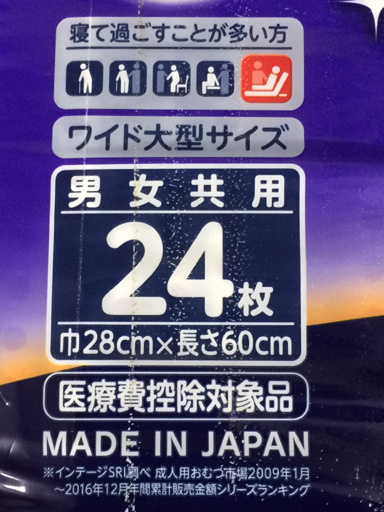 寝て過ごすことが多い方
ワイド大型サイズ
男女共用
24枚
巾28cm×長さ60cm
医療費控除対象品
MADE IN JAPAN
※インテージSRI調べ 成人用おむつ市場2009年1月
～2016年12月年間累計販売金額シリーズランキング